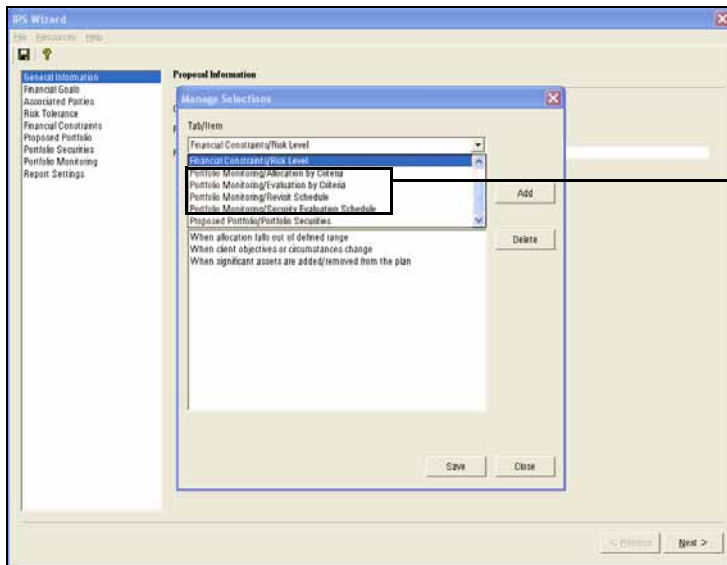 IPS Wizard
File Resources Help
General Information
Financial Goals
Associated Parties
Risk Tolerance
Financial Constraints
Proposed Portfolio
Portfolio Securities
Portfolio Monitoring
Report Settings
Proposal Information
Manage Selections
Tab/Item
Financial Constraints/Risk Level
Financial Constraints/Risk Level
Portfolio Monitoring/Allocation by Criteria
Portfolio Monitoring/Evaluation by Criteria
Portfolio Monitoring/Revisit Schedule
Portfolio Monitoring/Security Evaluation Schedule
Proposed Portfolio/Portfolio Securities
When allocation falls out of defined range
When client objectives or circumstances change
When significant assets are added/removed from the plan
Add
Delete
Save
Close
< Previous
Next >